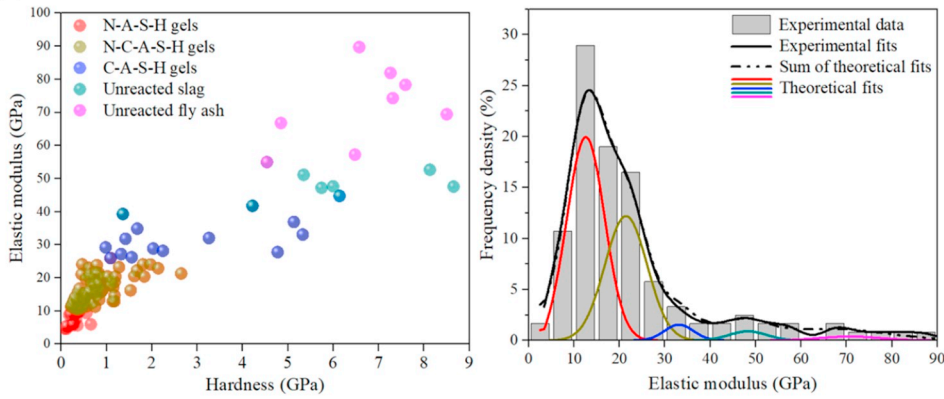 N-A-S-H gels
N-C-A-S-H gels
C-A-S-H gels
Unreacted slag
Unreacted fly ash
Elastic modulus (GPa)
100
90
80
70
60
50
40
30
20
10
0
0 1 2 3 4 5 6 7 8 9
Hardness (GPa)
Experimental data
Experimental fits
Sum of theoretical fits
Theoretical fits
Frequency density (%)
30
25
20
15
10
5
0
0 10 20 30 40 50 60 70 80 90
Elastic modulus (GPa)